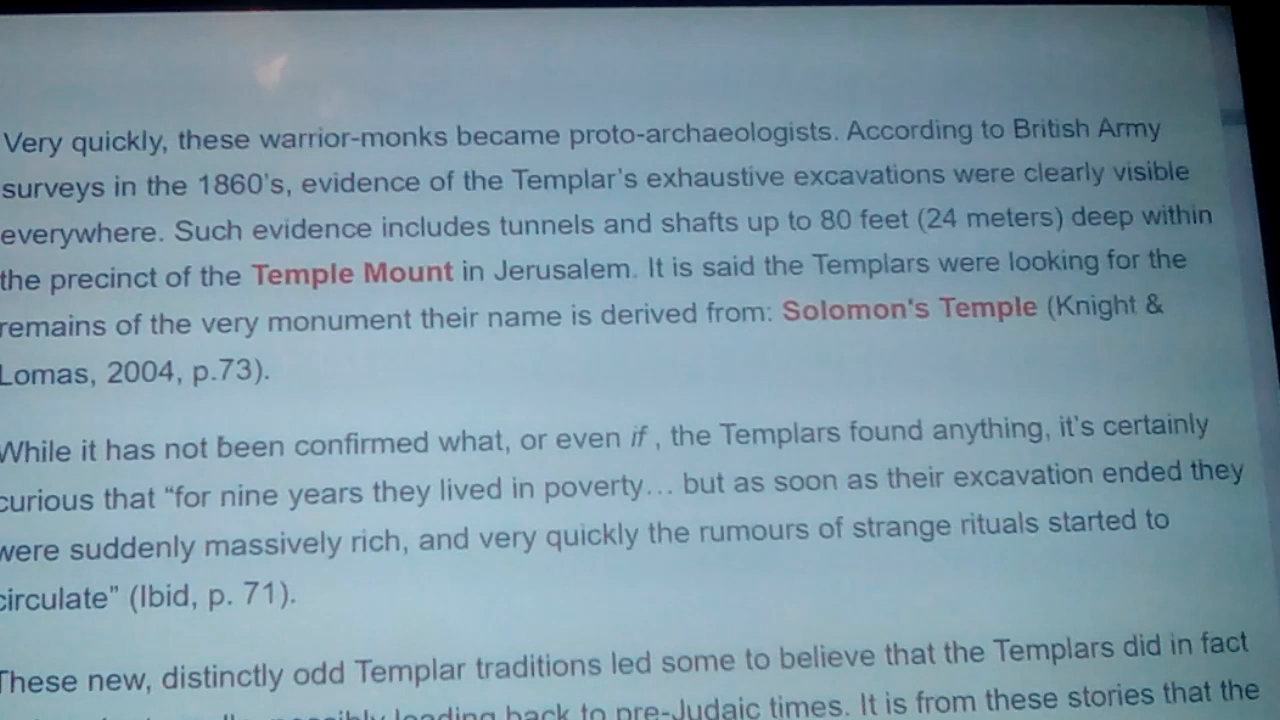 Very quickly, these warrior-monks became proto-archaeologists. According to British Army
surveys in the 1860's, evidence of the Templar's exhaustive excavations were clearly visible
everywhere. Such evidence includes tunnels and shafts up to 80 feet (24 meters) deep within
the precinct of the Temple Mount in Jerusalem. It is said the Templars were looking for the
remains of the very monument their name is derived from: Solomon's Temple (Knight &
Lomas, 2004, p.73).
While it has not been confirmed what, or even if , the Templars found anything, it's certainly
curious that “for nine years they lived in poverty… but as soon as their excavation ended they
were suddenly massively rich, and very quickly the rumours of strange rituals started to
circulate” (Ibid, p. 71).
These new, distinctly odd Templar traditions led some to believe that the Templars did in fact
possibly leading back to pre-Judaic times. It is from these stories that the